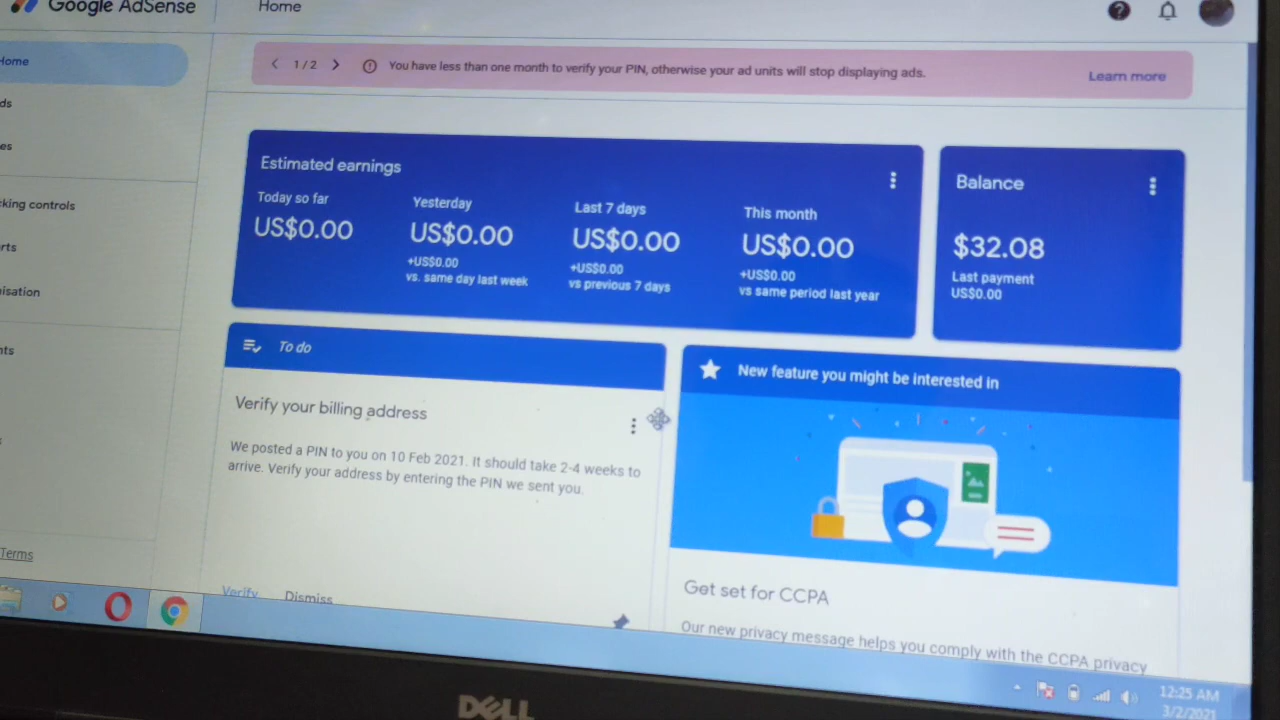 Google AdSense
Home
Home
ds
es
king controls
rts
isation
nts
Terms
1/2
You have less than one month to verify your PIN, otherwise your ad units will stop displaying ads.
Learn more
Estimated earnings
Today so far
US$0.00
Yesterday
US$0.00
+US$0.00
vs. same day last week
Last 7 days
US$0.00
+US$0.00
vs previous 7 days
This month
US$0.00
+US$0.00
vs same period last year
Balance
$32.08
Last payment
US$0.00
To do
Verify your billing address
We posted a PIN to you on 10 Feb 2021. It should take 2-4 weeks to
arrive. Verify your address by entering the PIN we sent you.
Verify
Dismiss
New feature you might be interested in
Get set for CCPA
Our new privacy message helps you comply with the CCPA privacy
12:25 AM
3/2/2021
DELL